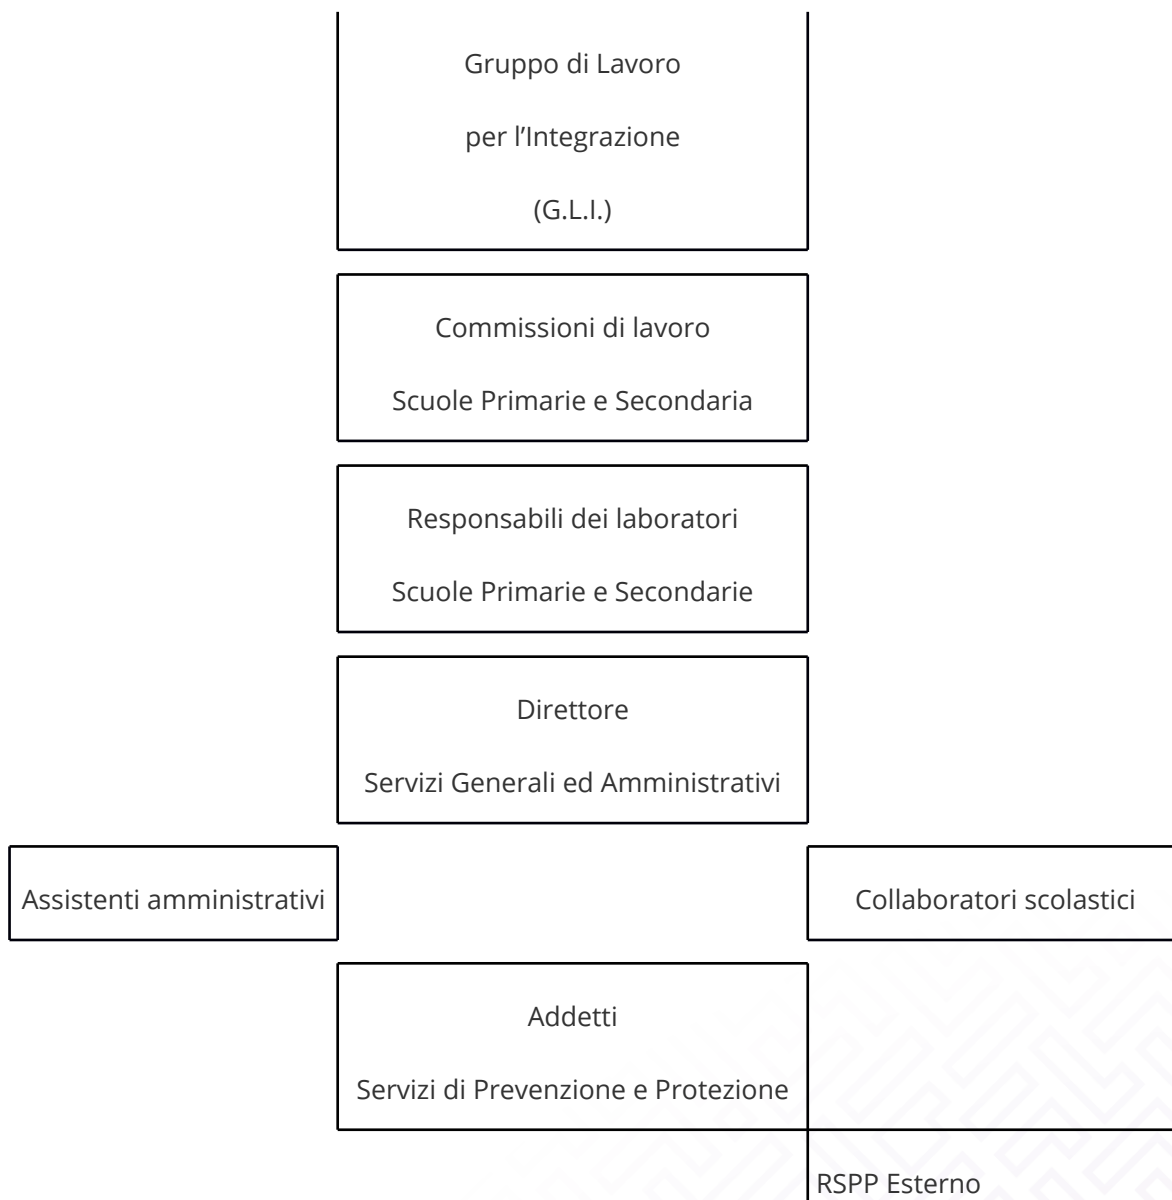 Gruppo di Lavoro
per l’Integrazione
(G.L.I.)
Commissioni di lavoro
Scuole Primarie e Secondaria
Responsabili dei laboratori
Scuole Primarie e Secondarie
Direttore
Servizi Generali ed Amministrativi
Assistenti amministrativi
Collaboratori scolastici
Addetti
Servizi di Prevenzione e Protezione
RSPP Esterno